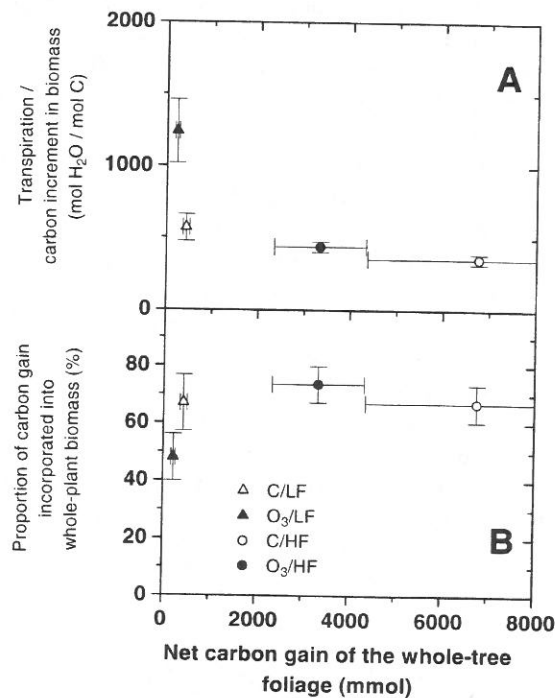 2000
1000
0
Transpiration /
carbon increment in biomass
(mol H₂O / mol C)
A
80
60
40
20
0
Proportion of carbon gain
incorporated into
whole-plant biomass (%)
C/LF
O₃/LF
C/HF
O₃/HF
B
0 2000 4000 6000 8000
Net carbon gain of the whole-tree
foliage (mmol)